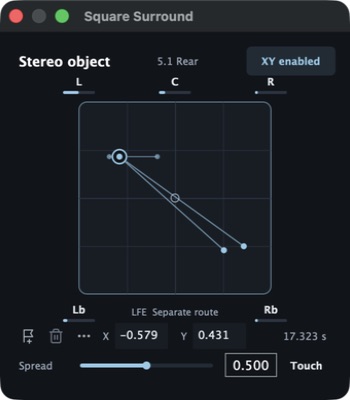 Square Surround
Stereo object 5.1 Rear XY enabled
L C R
Lb LFE Separate route Rb
X −0.579 Y 0.431 17.323 s
Spread 0.500 Touch